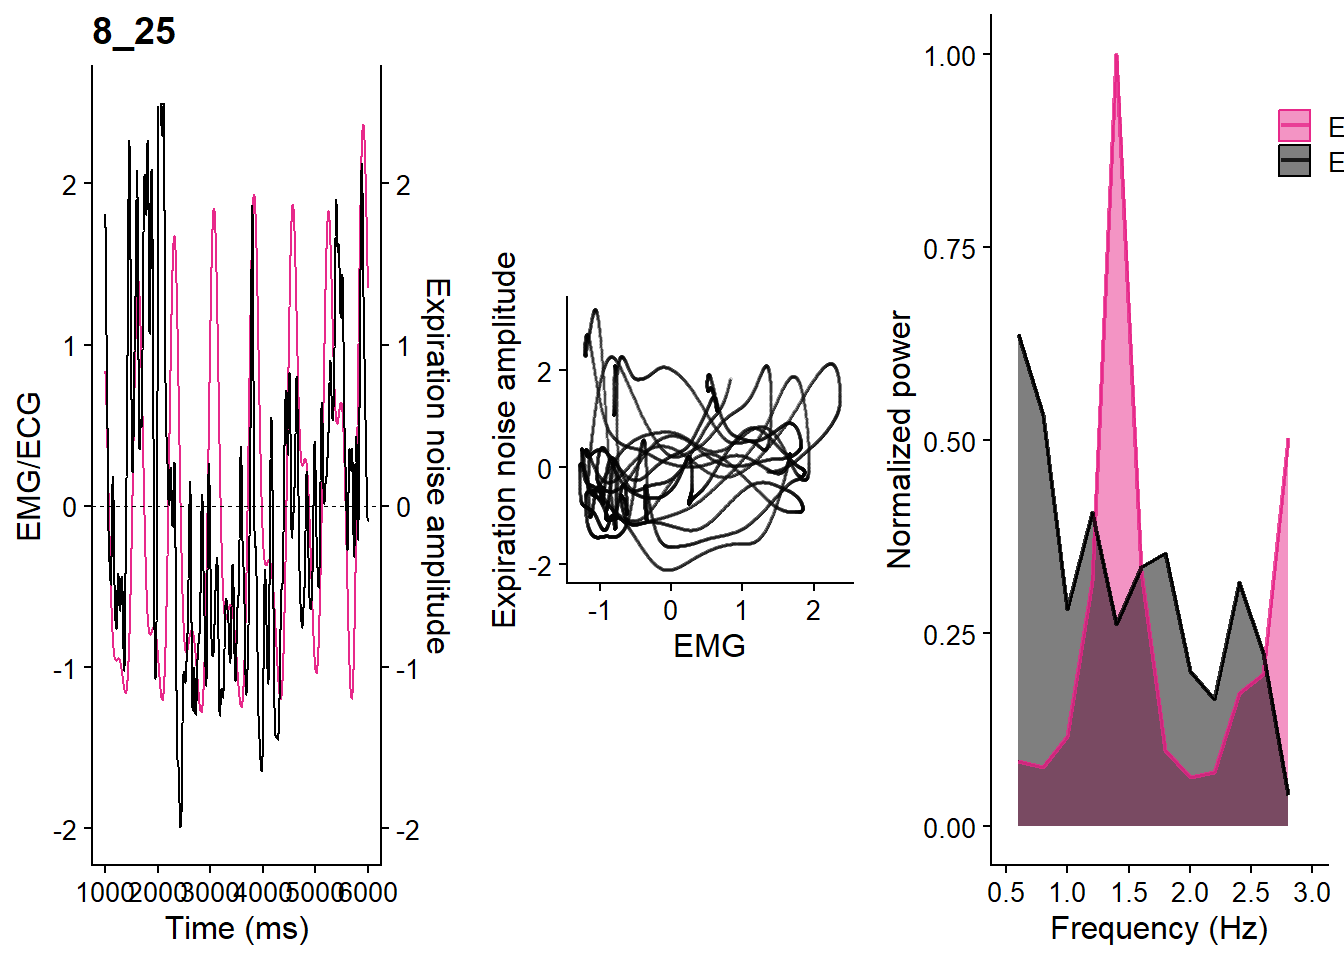 8_25
EMG/ECG
2
1
0
-1
-2
2
1
0
-1
-2
Expiration noise amplitude
1000 2000 3000 4000 5000 6000
Time (ms)
Expiration noise amplitude
2
0
-2
-1 0 1 2
EMG
Normalized power
1.00
0.75
0.50
0.25
0.00
0.5 1.0 1.5 2.0 2.5 3.0
Frequency (Hz)
E
E